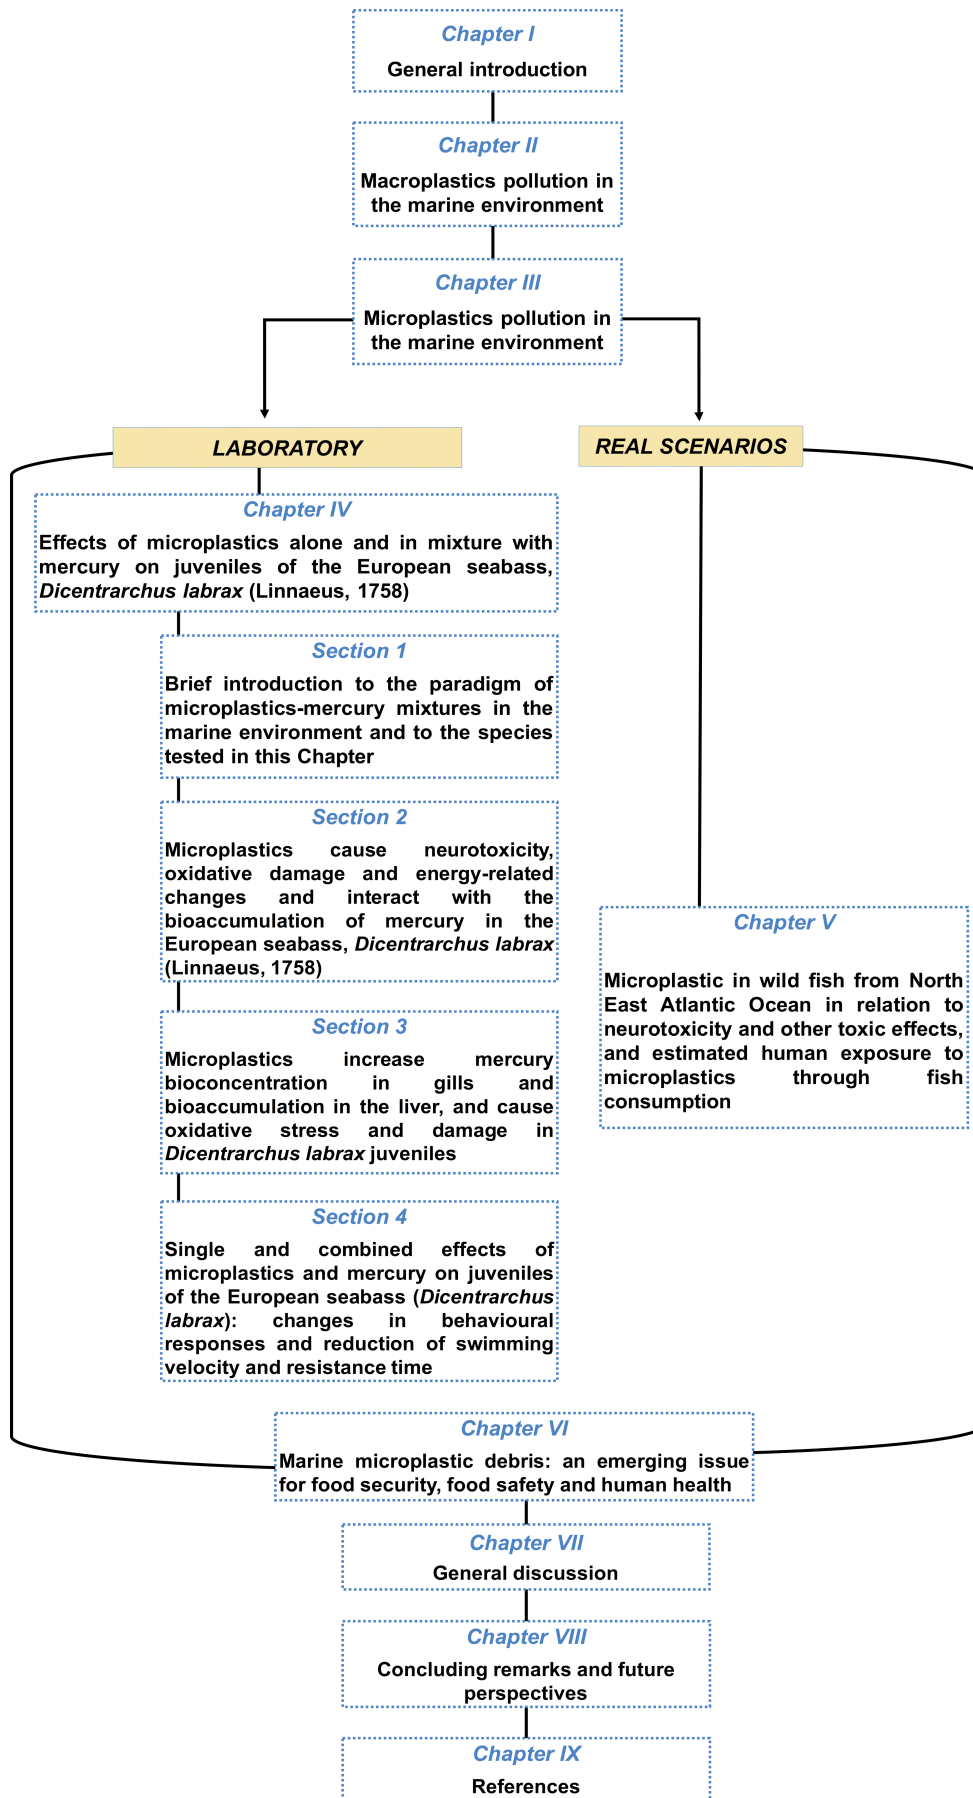 Chapter I
General introduction
Chapter II
Macroplastics pollution in
the marine environment
Chapter III
Microplastics pollution in
the marine environment
LABORATORY
REAL SCENARIOS
Chapter IV
Effects of microplastics alone and in mixture with
mercury on juveniles of the European seabass,
Dicentrarchus labrax (Linnaeus, 1758)
Section 1
Brief introduction to the paradigm of
microplastics-mercury mixtures in the
marine environment and to the species
tested in this Chapter
Section 2
Microplastics cause neurotoxicity,
oxidative damage and energy-related
changes and interact with the
bioaccumulation of mercury in the
European seabass, Dicentrarchus labrax
(Linnaeus, 1758)
Section 3
Microplastics increase mercury
bioconcentration in gills and
bioaccumulation in the liver, and cause
oxidative stress and damage in
Dicentrarchus labrax juveniles
Section 4
Single and combined effects of
microplastics and mercury on juveniles
of the European seabass (Dicentrarchus
labrax): changes in behavioural
responses and reduction of swimming
velocity and resistance time
Chapter V
Microplastic in wild fish from North
East Atlantic Ocean in relation to
neurotoxicity and other toxic effects,
and estimated human exposure to
microplastics through fish
consumption
Chapter VI
Marine microplastic debris: an emerging issue
for food security, food safety and human health
Chapter VII
General discussion
Chapter VIII
Concluding remarks and future
perspectives
Chapter IX
References